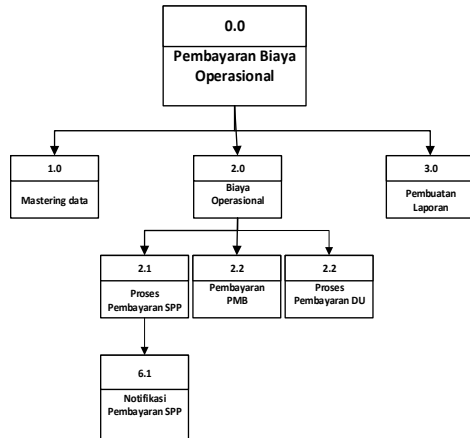 0.0
Pembayaran Biaya
Operasional
1.0
Mastering data
2.0
Biaya
Operasional
3.0
Pembuatan
Laporan
2.1
Proses
Pembayaran SPP
2.2
Pembayaran
PMB
2.2
Proses
Pembayaran DU
6.1
Notifikasi
Pembayaran SPP